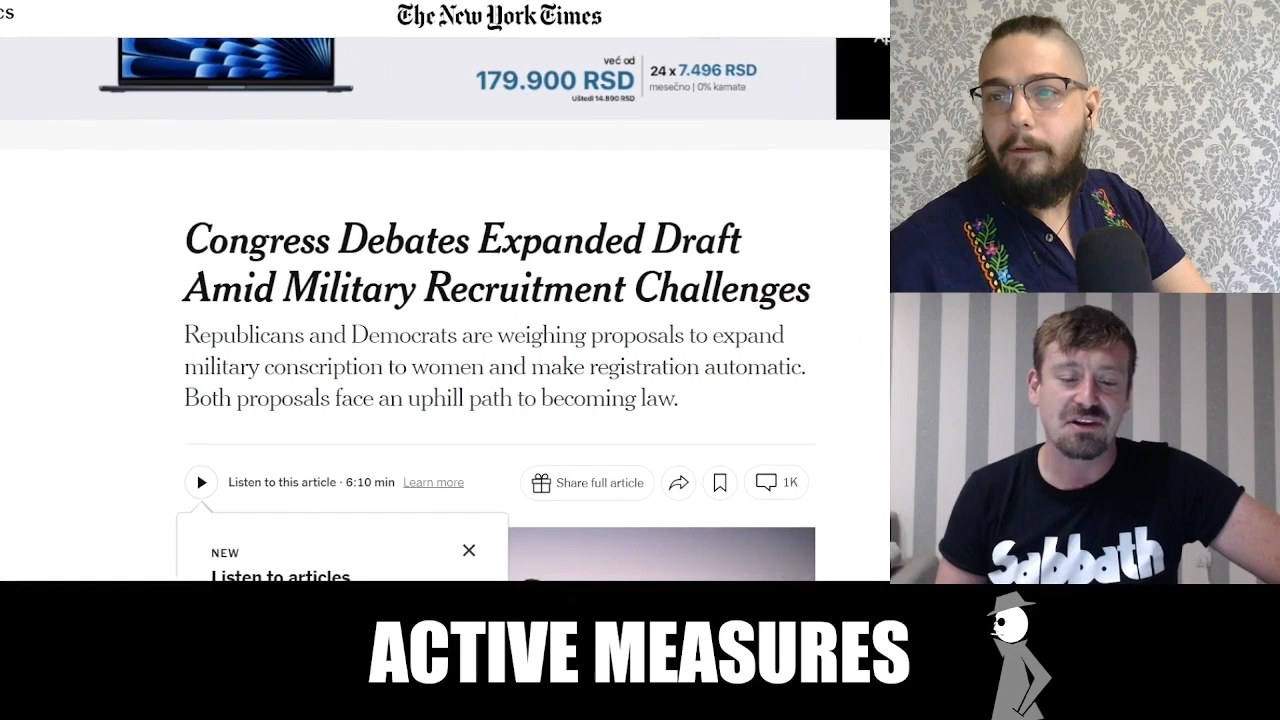 CS
The New York Times
već od
179.900 RSD
Uštedi 14.890 RSD
24 x 7.496 RSD
mesečno | 0% kamate
Congress Debates Expanded Draft
Amid Military Recruitment Challenges
Republicans and Democrats are weighing proposals to expand
military conscription to women and make registration automatic.
Both proposals face an uphill path to becoming law.
Listen to this article · 6:10 min Learn more
Share full article
1K
NEW
Listen to articles
Sabbath
ACTIVE MEASURES